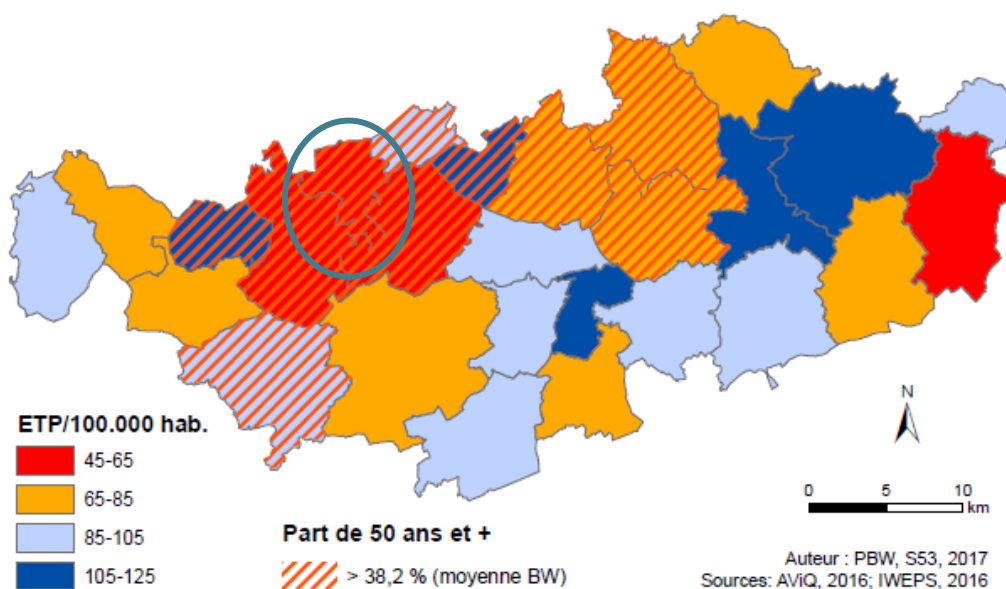 N
ETP/100.000 hab.
45-65
65-85
85-105
105-125
Part de 50 ans et +
> 38,2 % (moyenne BW)
0 5 10
km
Auteur : PBW, S53, 2017
Sources: AViQ, 2016; IWEPS, 2016